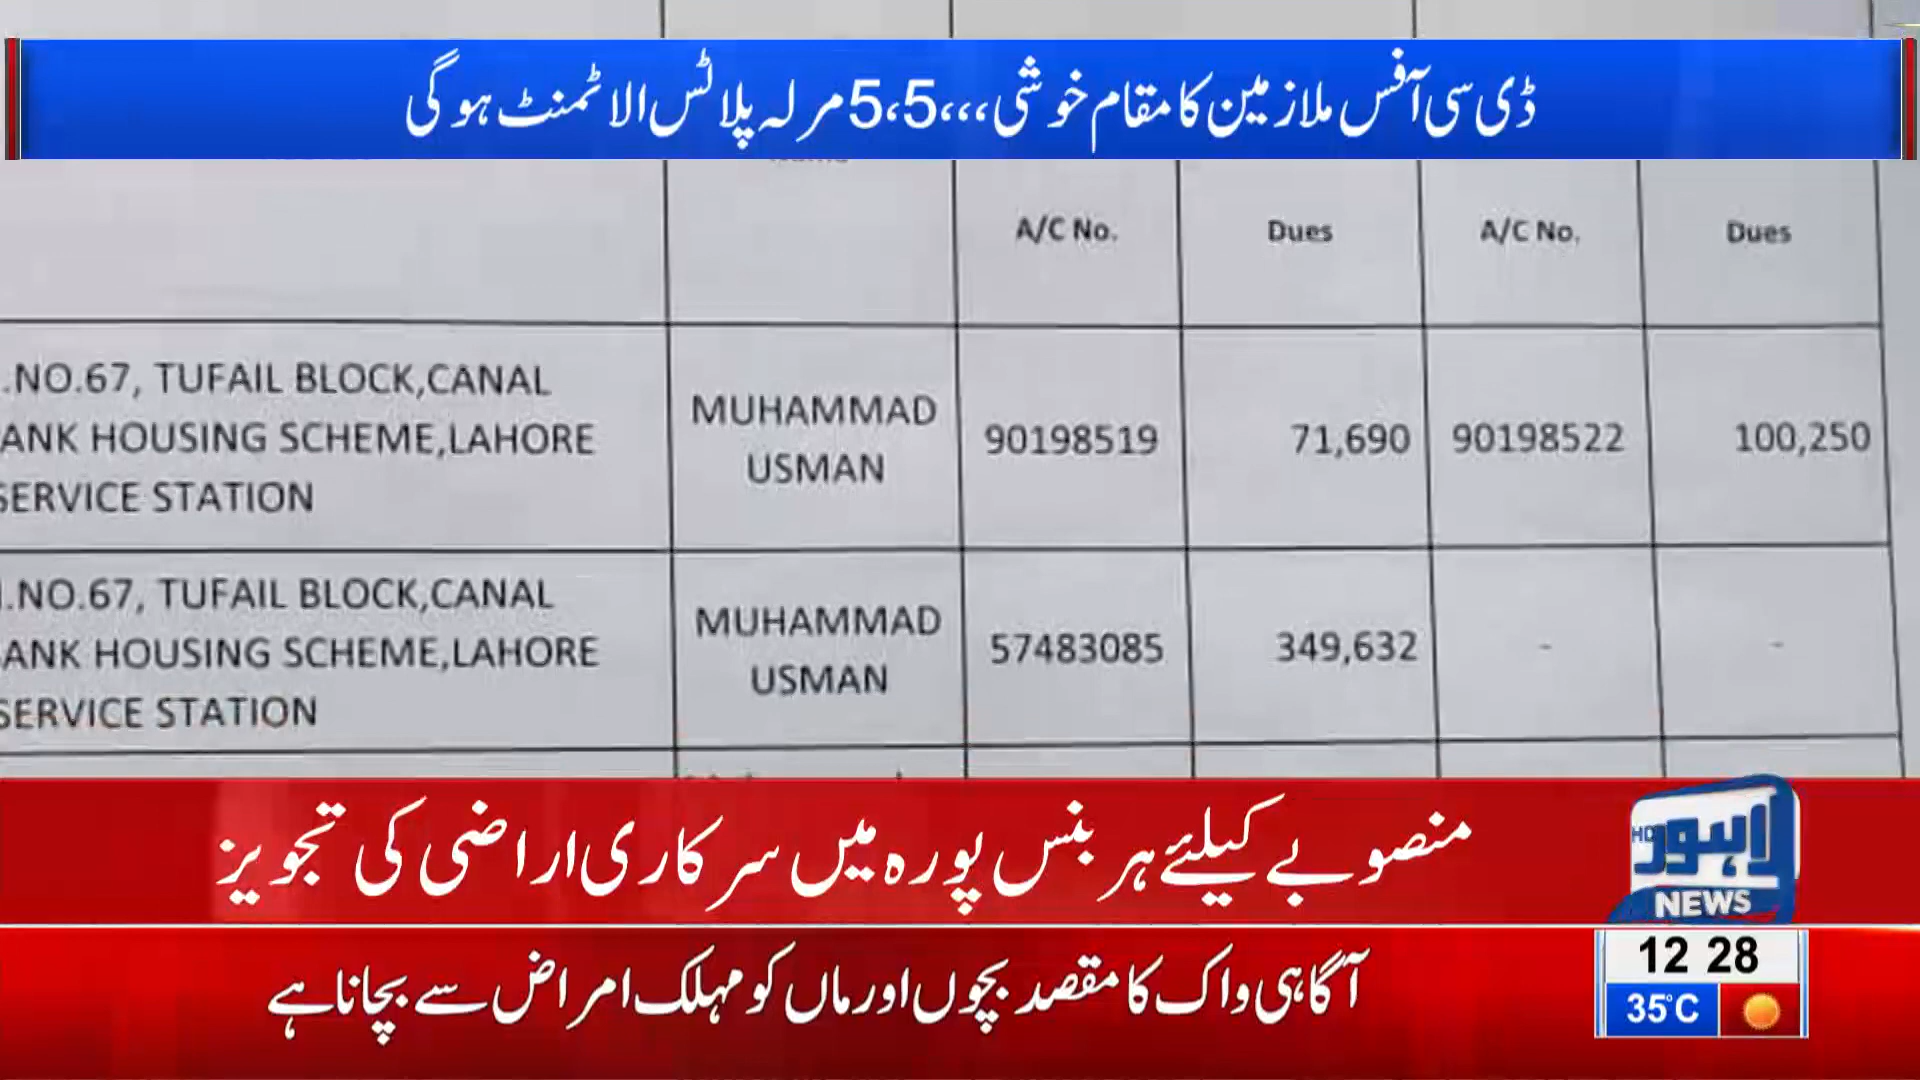 ڈی سی آفس ملازمین کا مقام خوشی،،،5،5 مرلہ پلاٹس الاٹمنٹ ہوگی
A/C No. Dues A/C No. Dues
.NO.67, TUFAIL BLOCK,CANAL
ANK HOUSING SCHEME,LAHORE
SERVICE STATION
MUHAMMAD
USMAN
90198519 71,690 90198522 100,250
.NO.67, TUFAIL BLOCK,CANAL
ANK HOUSING SCHEME,LAHORE
SERVICE STATION
MUHAMMAD
USMAN
57483085 349,632 - -
منصوبے کیلئے ہربنس پورہ میں سرکاری اراضی کی تجویز
لاہور
HD
NEWS
آگاہی واک کا مقصد بچوں اور ماں کو مہلک امراض سے بچانا ہے
12 28
35°C